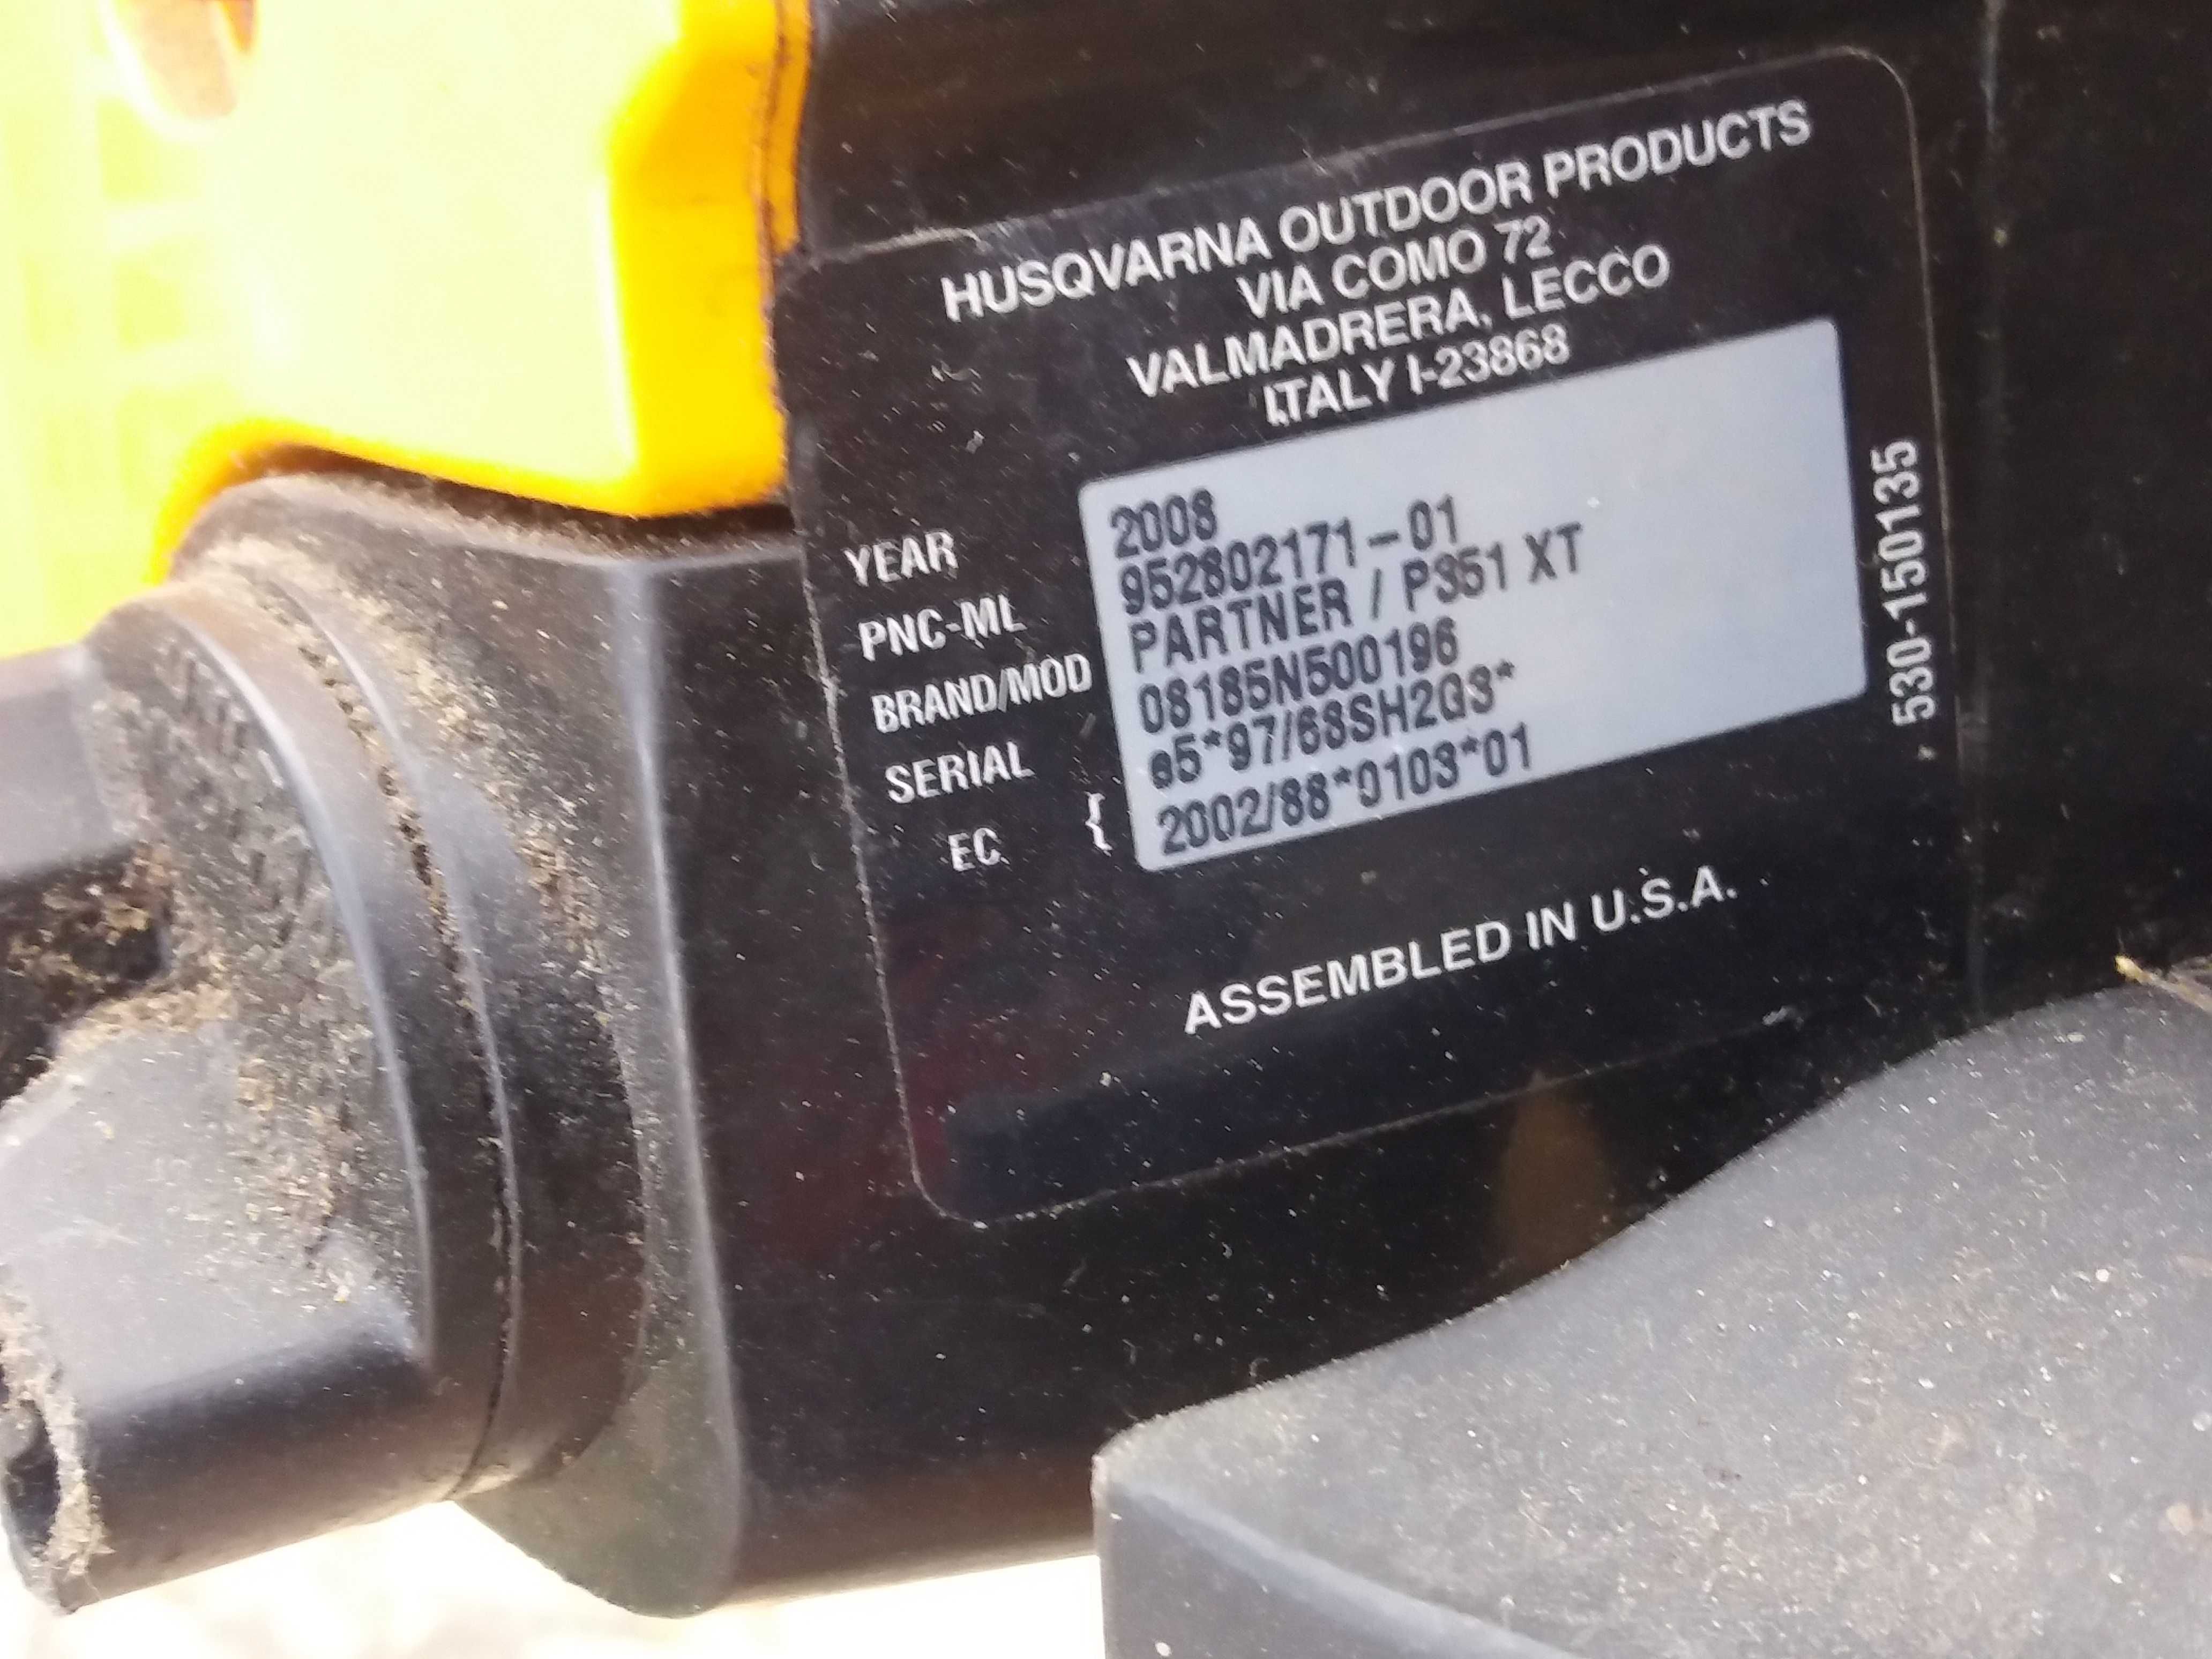 HUSQVARNA OUTDOOR PRODUCTS
VIA COMO 72
VALMADRERA, LECCO
ITALY I-23868
YEAR 2008
PNC-ML 952802171-01
BRAND/MOD PARTNER / P351 XT
SERIAL 08185N500196
EC { e5*97/68SH2G3*
2002/88*0103*01
ASSEMBLED IN U.S.A.
530-150135